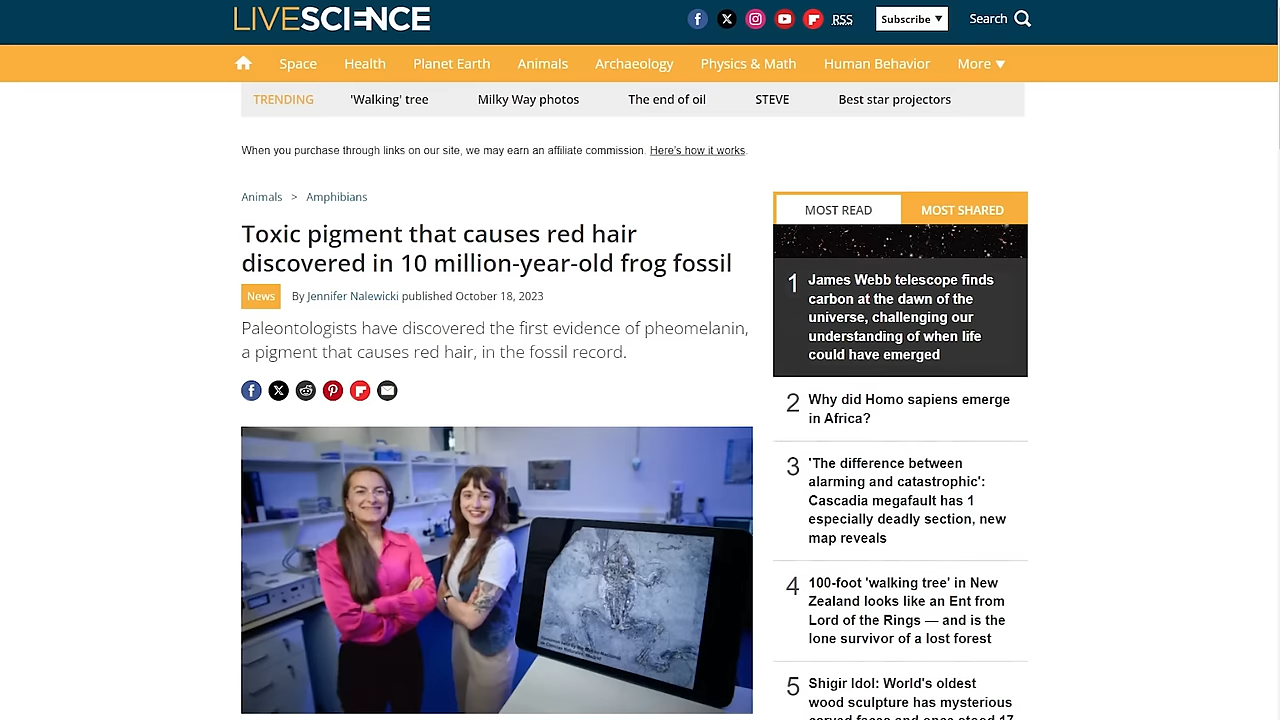 LIVESCIENCE
RSS
Subscribe ▼
Search
Space
Health
Planet Earth
Animals
Archaeology
Physics & Math
Human Behavior
More ▼
TRENDING
'Walking' tree
Milky Way photos
The end of oil
STEVE
Best star projectors
When you purchase through links on our site, we may earn an affiliate commission. Here's how it works.
Animals > Amphibians
Toxic pigment that causes red hair
discovered in 10 million-year-old frog fossil
News
By Jennifer Nalewicki published October 18, 2023
Paleontologists have discovered the first evidence of pheomelanin,
a pigment that causes red hair, in the fossil record.
MOST READ
MOST SHARED
1
James Webb telescope finds
carbon at the dawn of the
universe, challenging our
understanding of when life
could have emerged
2
Why did Homo sapiens emerge
in Africa?
3
'The difference between
alarming and catastrophic':
Cascadia megafault has 1
especially deadly section, new
map reveals
4
100-foot 'walking tree' in New
Zealand looks like an Ent from
Lord of the Rings — and is the
lone survivor of a lost forest
5
Shigir Idol: World's oldest
wood sculpture has mysterious
carved faces and once stood 17